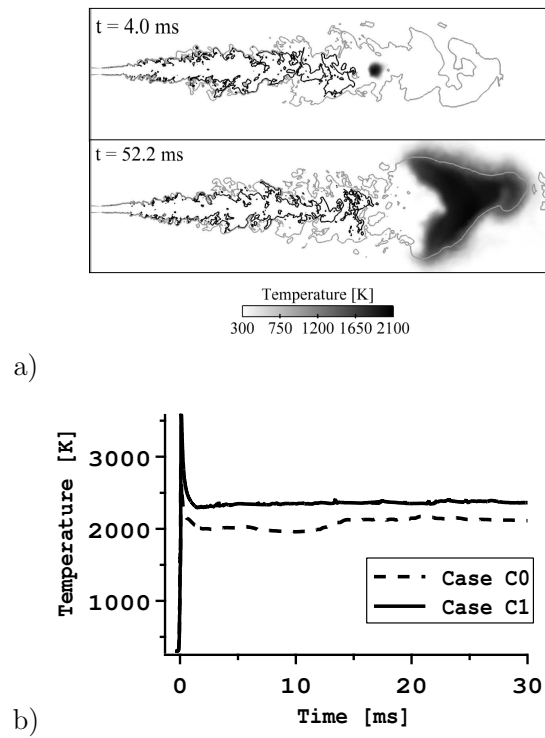 t = 4.0 ms
t = 52.2 ms
Temperature [K]
300 750 1200 1650 2100
a)
Temperature [K]
3000
2000
1000
Case C0
Case C1
0 10 20 30
Time [ms]
b)